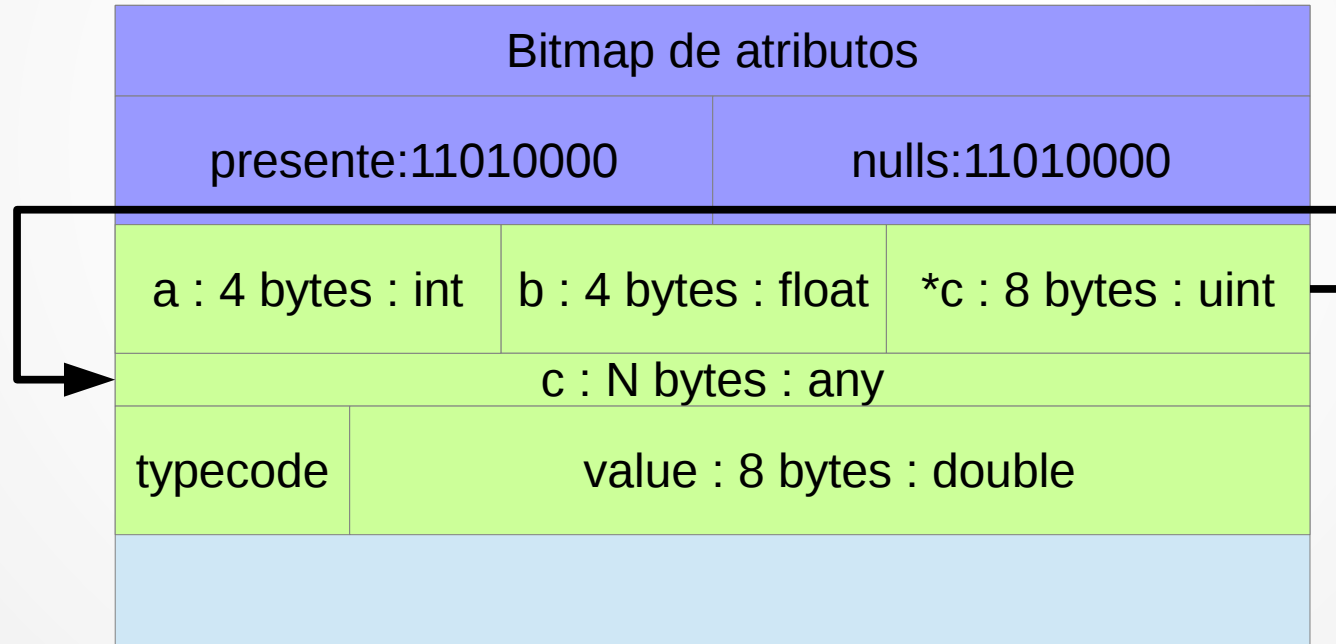 Bitmap de atributos
presente:11010000
nulls:11010000
a : 4 bytes : int
b : 4 bytes : float
*c : 8 bytes : uint
c : N bytes : any
typecode
value : 8 bytes : double